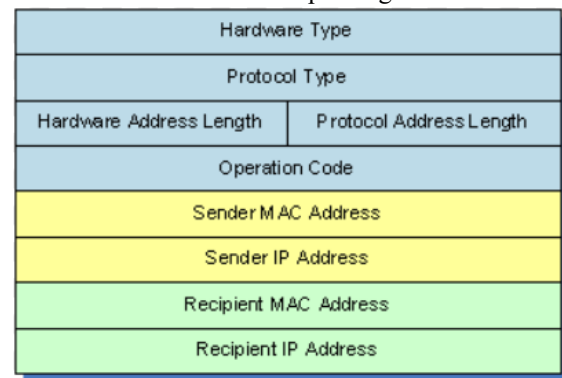 Hardware Type
Protocol Type
Hardware Address Length Protocol Address Length
Operation Code
Sender MAC Address
Sender IP Address
Recipient MAC Address
Recipient IP Address